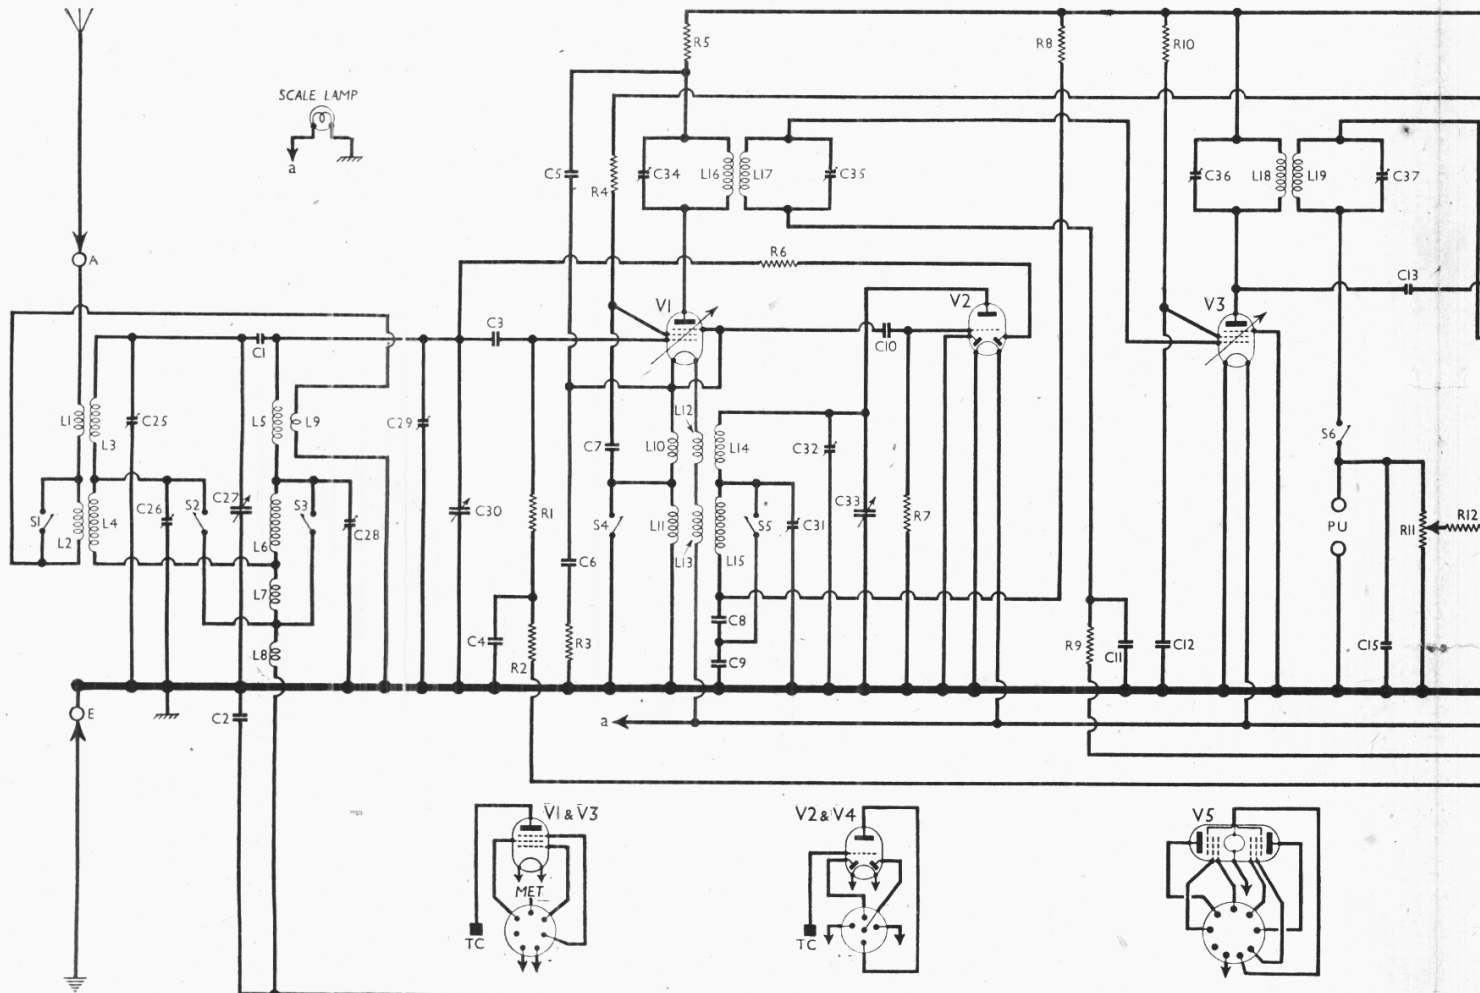 R5
R8
R10
SCALE LAMP
a
C5
R4
C34
L16
L17
C35
C36
L18
L19
C37
A
R6
C13
V1
V2
V3
C1
C3
C10
L1
L3
C25
L5
L9
C29
L12
C7
L10
L14
C32
S6
S1
L2
L4
C26
S2
C27
L6
S3
C28
C30
R1
S4
L11
L13
L15
S5
C31
C33
R7
PU
R11
R12
C6
L7
L8
C4
R2
R3
C8
C9
R9
C11
C12
C15
E
C2
a
V1 & V3
V2 & V4
V5
MET
TC
TC